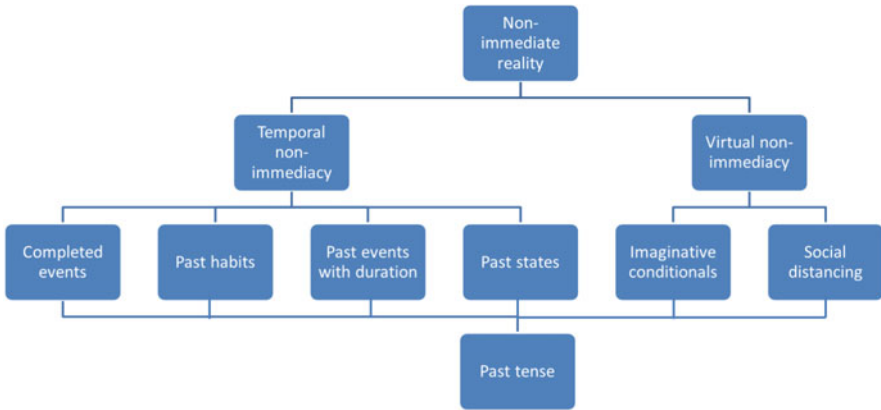 Non-
immediate
reality
Temporal
non-
immediacy
Virtual non-
immediacy
Completed
events
Past habits
Past events
with duration
Past states
Imaginative
conditionals
Social
distancing
Past tense